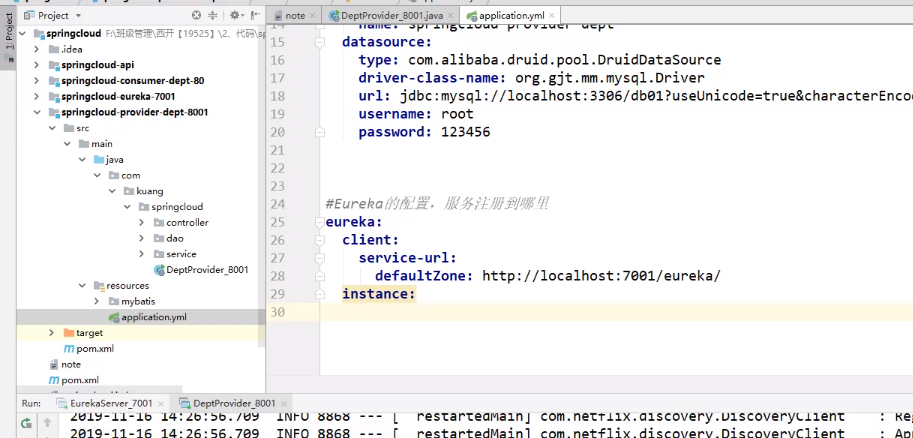 1: Project
Project
note
DeptProvider_8001.java
application.yml
springcloud F:\班级管理\西开【19525】\2、代码\sp
.idea
springcloud-api
springcloud-consumer-dept-80
springcloud-eureka-7001
springcloud-provider-dept-8001
src
main
java
com
kuang
springcloud
controller
dao
service
DeptProvider_8001
resources
mybatis
application.yml
target
pom.xml
note
pom.xml
14 name: springcloud-provider-dept
15 datasource:
16 type: com.alibaba.druid.pool.DruidDataSource
17 driver-class-name: org.gjt.mm.mysql.Driver
18 url: jdbc:mysql://localhost:3306/db01?useUnicode=true&characterEncod
19 username: root
20 password: 123456
21
22
23
24 #Eureka的配置，服务注册到哪里
25 eureka:
26 client:
27 service-url:
28 defaultZone: http://localhost:7001/eureka/
29 instance:
30
Run: EurekaServer_7001 DeptProvider_8001
2019-11-16 14:26:56.709 INFO 8868 --- [ restartedMain] com.netflix.discovery.DiscoveryClient : Re
2019-11-16 14:26:56.709 INFO 8868 --- [ restartedMain] com.netflix.discovery.DiscoveryClient : Ap